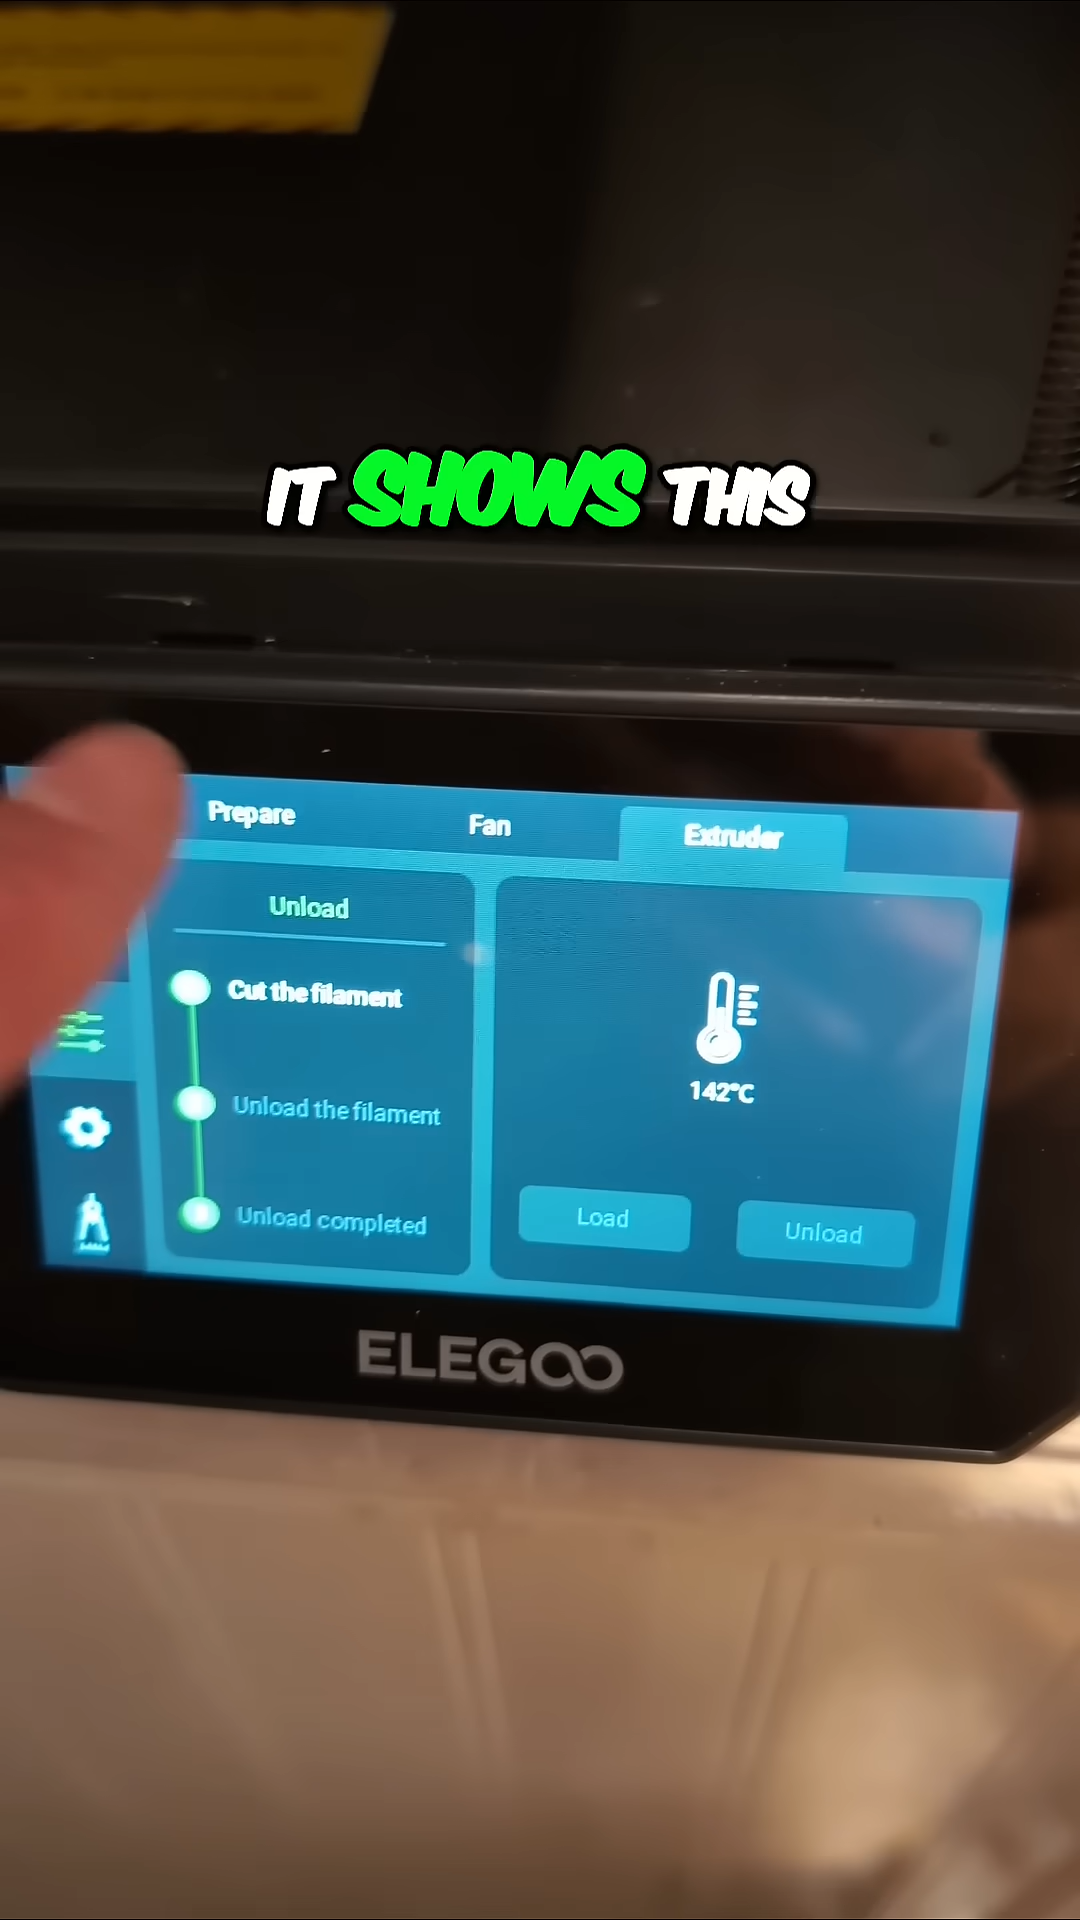 IT SHOWS THIS
Prepare
Fan
Extruder
Unload
Cut the filament
Unload the filament
Unload completed
142°C
Load
Unload
ELEGOO